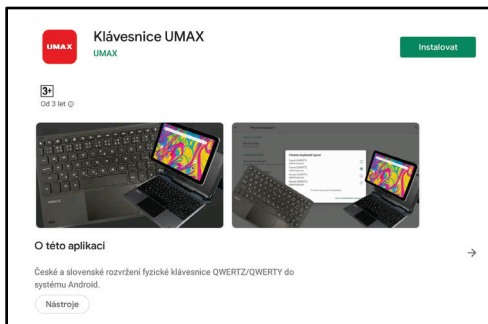 UMAX
Klávesnice UMAX
UMAX
Instalovat
3+
Od 3 let
O této aplikaci
České a slovenské rozvržení fyzické klávesnice QWERTZ/QWERTY do
systému Android.
Nástroje